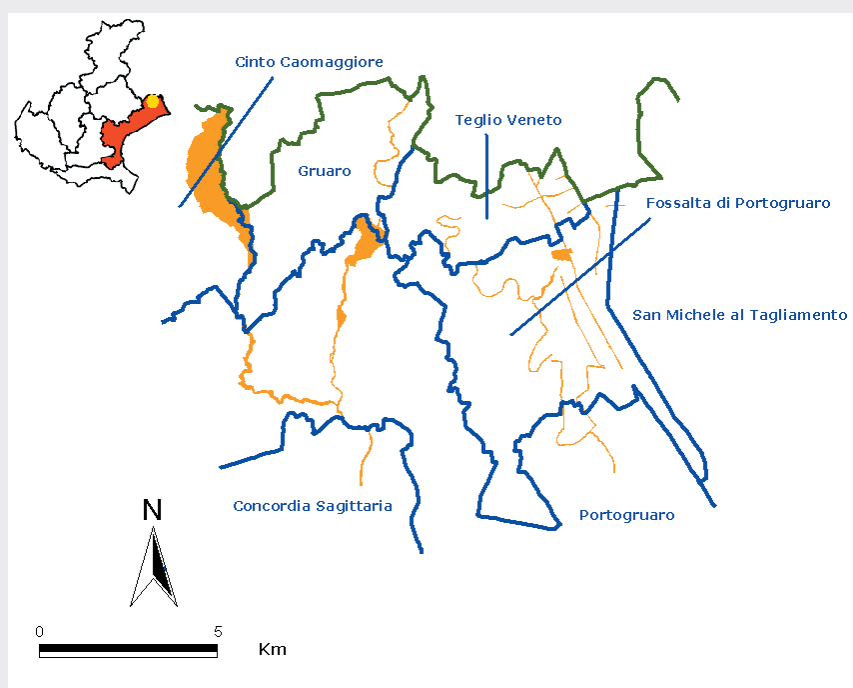 Cinto Caomaggiore
Teglio Veneto
Gruaro
Fossalta di Portogruaro
San Michele al Tagliamento
Concordia Sagittaria
Portogruaro
N
0 5
Km